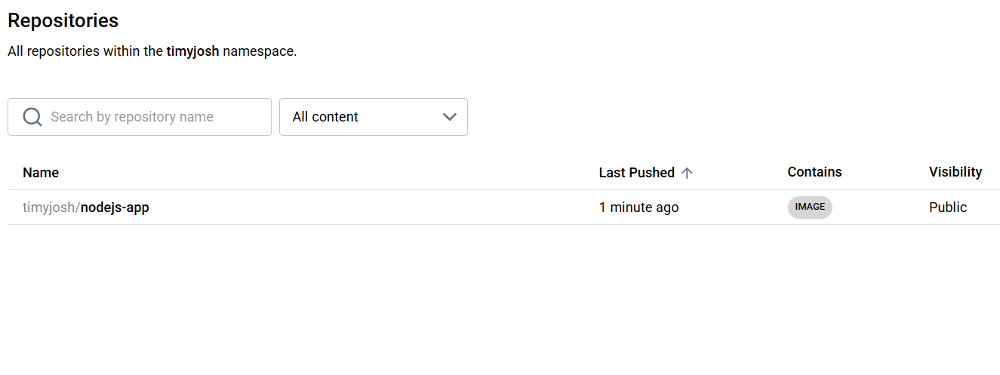 Repositories
All repositories within the timyjosh namespace.
Search by repository name
All content
Name Last Pushed Contains Visibility
timyjosh/nodejs-app 1 minute ago IMAGE Public